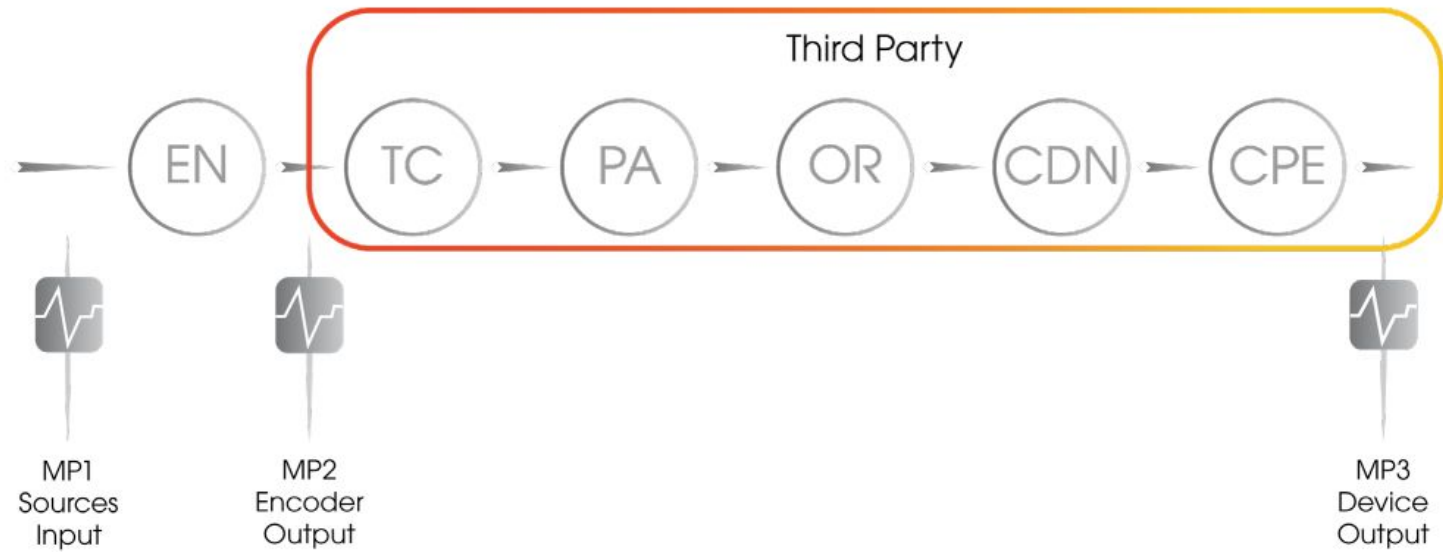 Third Party
EN
TC
PA
OR
CDN
CPE
MP1
Sources
Input
MP2
Encoder
Output
MP3
Device
Output